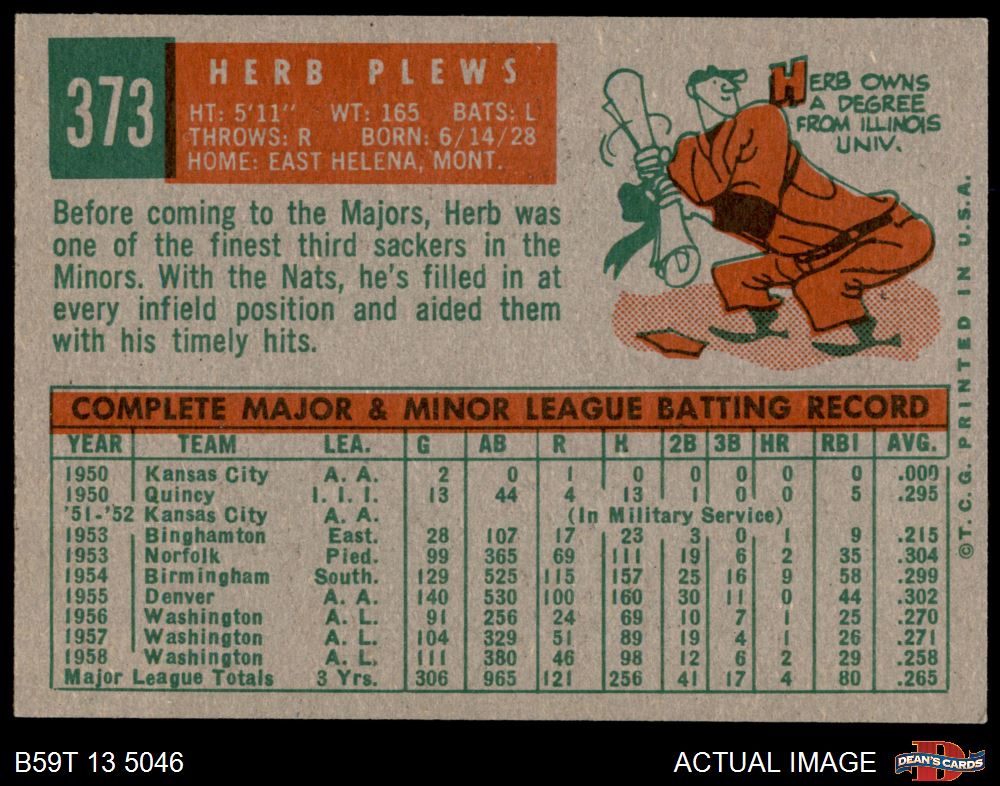 373
HERB PLEWS
HT: 5'11" WT: 165 BATS: L
THROWS: R BORN: 6/14/28
HOME: EAST HELENA, MONT.
HERB OWNS
A DEGREE
FROM ILLINOIS
UNIV.
Before coming to the Majors, Herb was
one of the finest third sackers in the
Minors. With the Nats, he's filled in at
every infield position and aided them
with his timely hits.
COMPLETE MAJOR & MINOR LEAGUE BATTING RECORD
YEAR TEAM LEA. G AB R H 2B 3B HR RBI AVG.
1950 Kansas City A. A. 2 0 1 0 0 0 0 0 .000
1950 Quincy I. I. I. 13 44 4 13 1 0 0 5 .295
'51-'52 Kansas City A. A. (In Military Service)
1953 Binghamton East. 28 107 17 23 3 0 1 9 .215
1953 Norfolk Pied. 99 365 69 111 19 6 2 35 .304
1954 Birmingham South. 129 525 115 157 25 16 9 58 .299
1955 Denver A. A. 140 530 100 160 30 11 0 44 .302
1956 Washington A. L. 91 256 24 69 10 7 1 25 .270
1957 Washington A. L. 104 329 51 89 19 4 1 26 .271
1958 Washington A. L. 111 380 46 98 12 6 2 29 .258
Major League Totals 3 Yrs. 306 965 121 256 41 17 4 80 .265
©T. C. G. PRINTED IN U.S.A.
B59T 13 5046
ACTUAL IMAGE
DEAN'S CARDS